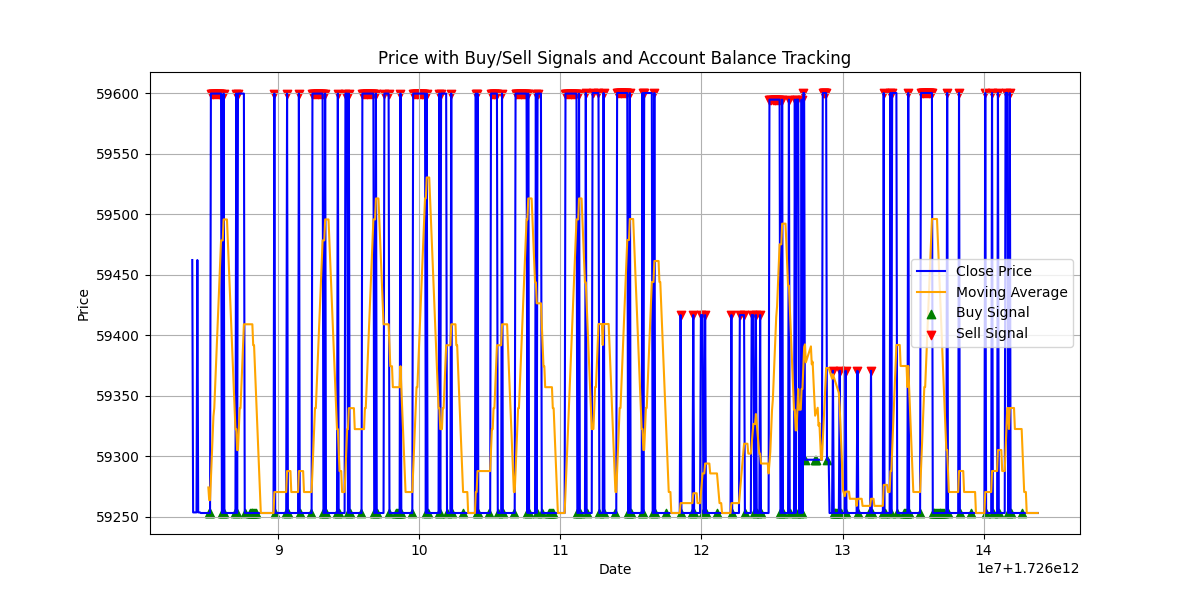 Price with Buy/Sell Signals and Account Balance Tracking
59600
59550
59500
59450
59400
59350
59300
59250
Price
Close Price
Moving Average
Buy Signal
Sell Signal
9 10 11 12 13 14
Date
1e7+1.726e12